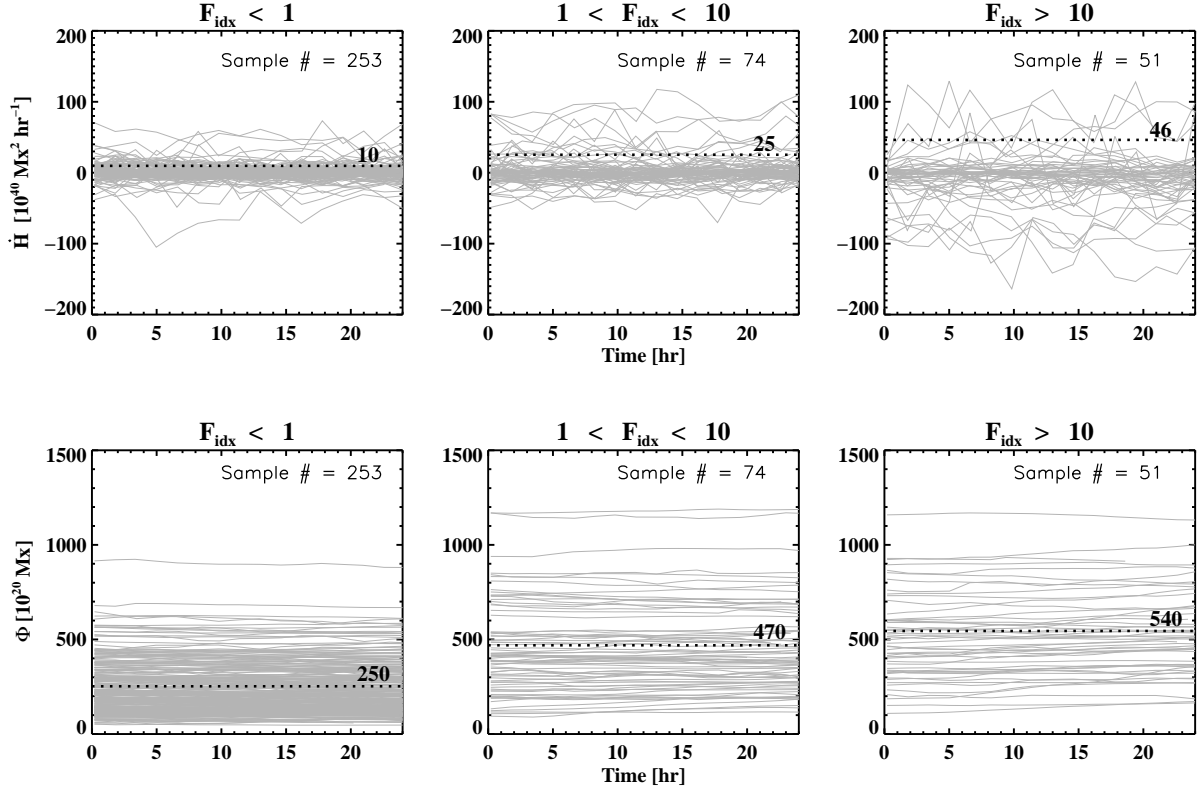 F_idx < 1
1 < F_idx < 10
F_idx > 10
Sample # = 253
Sample # = 74
Sample # = 51
200
100
0
−100
−200
200
100
0
−100
−200
200
100
0
−100
−200
10
25
46
Ḣ [10^40 Mx^2 hr^−1]
0 5 10 15 20
0 5 10 15 20
0 5 10 15 20
Time [hr]
F_idx < 1
1 < F_idx < 10
F_idx > 10
Sample # = 253
Sample # = 74
Sample # = 51
1500
1000
500
0
1500
1000
500
0
1500
1000
500
0
250
470
540
Φ [10^20 Mx]
0 5 10 15 20
0 5 10 15 20
0 5 10 15 20
Time [hr]